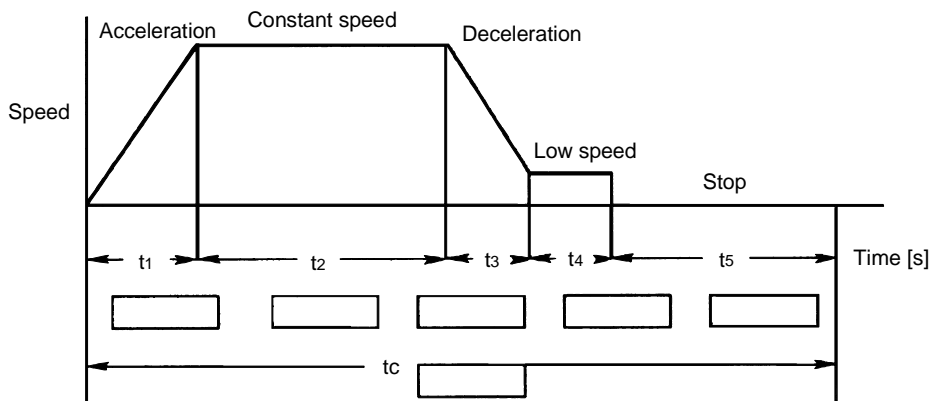 Constant speed
Acceleration
Deceleration
Speed
Low speed
Stop
t1
t2
t3
t4
t5
Time [s]
tc